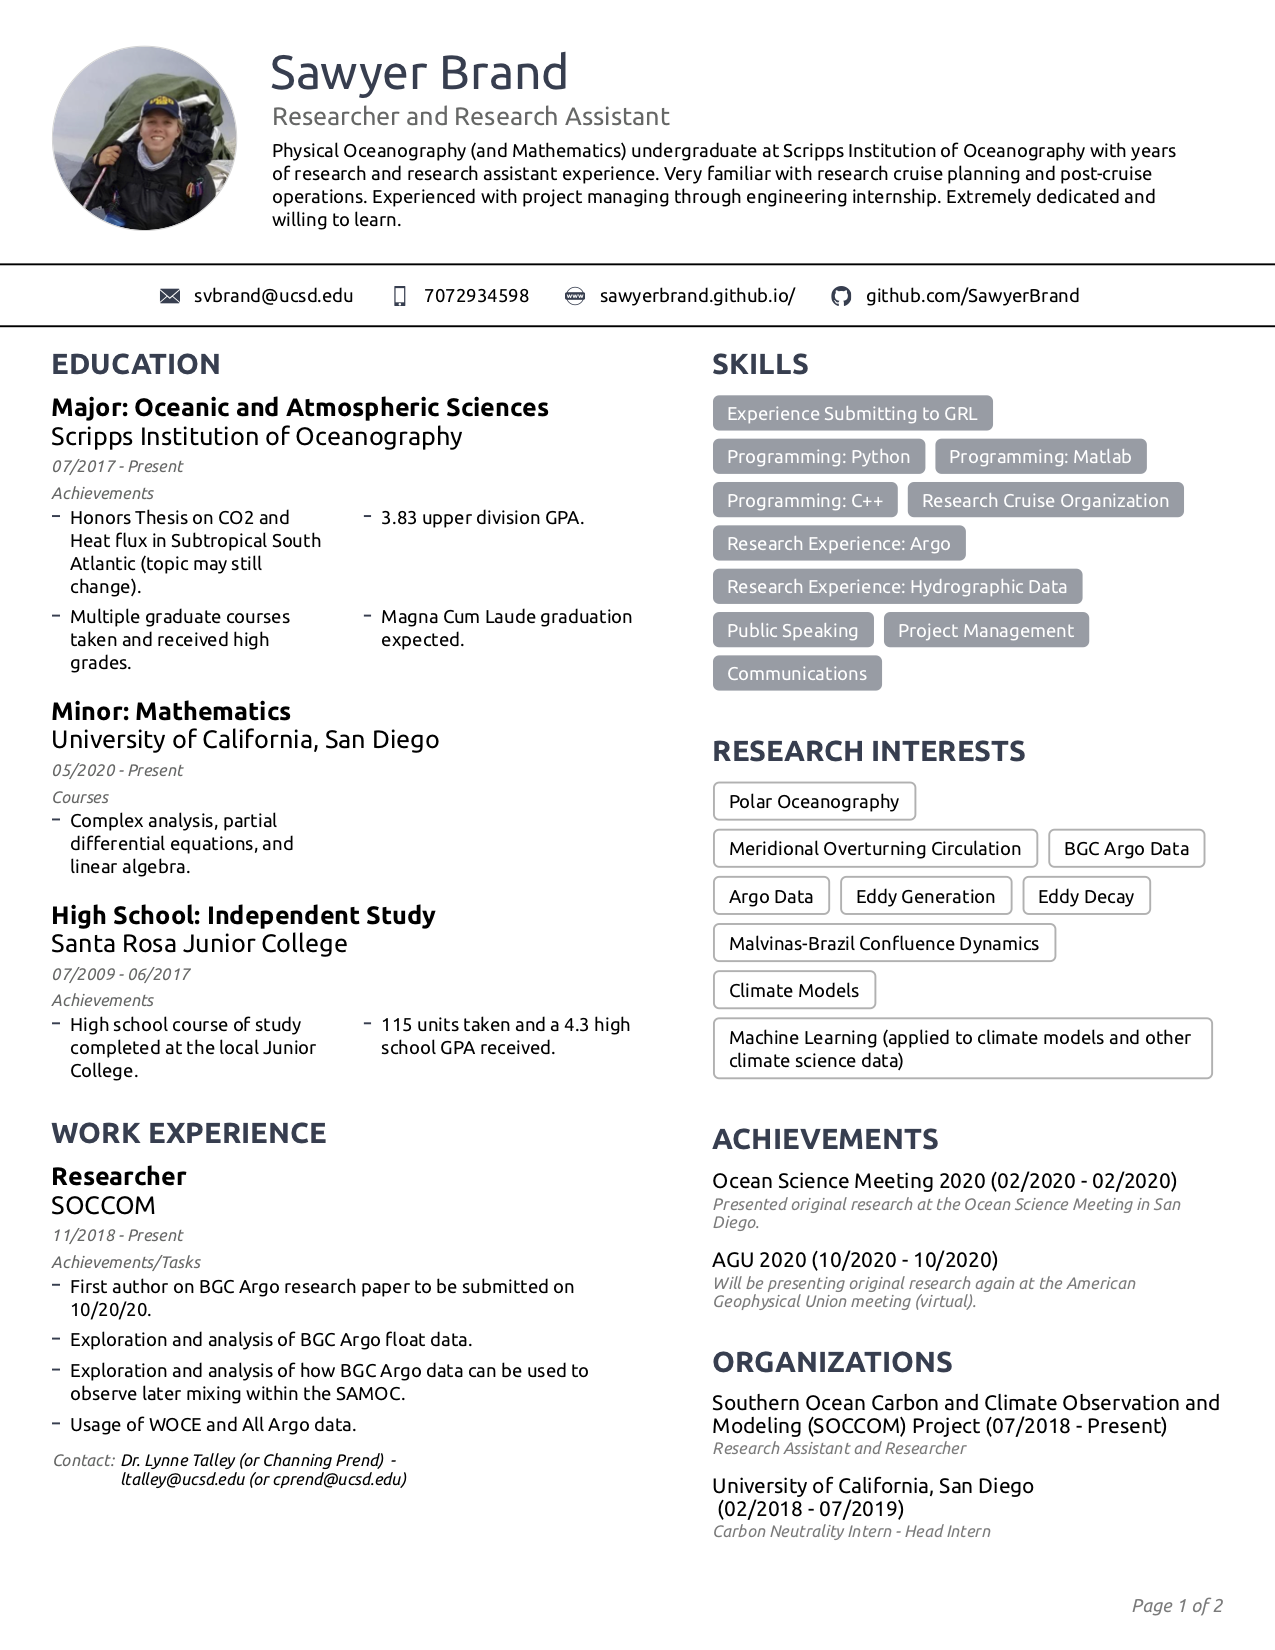 Sawyer Brand
Researcher and Research Assistant
Physical Oceanography (and Mathematics) undergraduate at Scripps Institution of Oceanography with years
of research and research assistant experience. Very familiar with research cruise planning and post-cruise
operations. Experienced with project managing through engineering internship. Extremely dedicated and
willing to learn.
svbrand@ucsd.edu
7072934598
sawyerbrand.github.io/
github.com/SawyerBrand
EDUCATION
Major: Oceanic and Atmospheric Sciences
Scripps Institution of Oceanography
07/2017 - Present
Achievements
– Honors Thesis on CO2 and
Heat flux in Subtropical South
Atlantic (topic may still
change).
– 3.83 upper division GPA.
– Multiple graduate courses
taken and received high
grades.
– Magna Cum Laude graduation
expected.
Minor: Mathematics
University of California, San Diego
05/2020 - Present
Courses
– Complex analysis, partial
differential equations, and
linear algebra.
High School: Independent Study
Santa Rosa Junior College
07/2009 - 06/2017
Achievements
– High school course of study
completed at the local Junior
College.
– 115 units taken and a 4.3 high
school GPA received.
WORK EXPERIENCE
Researcher
SOCCOM
11/2018 - Present
Achievements/Tasks
– First author on BGC Argo research paper to be submitted on
10/20/20.
– Exploration and analysis of BGC Argo float data.
– Exploration and analysis of how BGC Argo data can be used to
observe later mixing within the SAMOC.
– Usage of WOCE and All Argo data.
Contact: Dr. Lynne Talley (or Channing Prend) -
ltalley@ucsd.edu (or cprend@ucsd.edu)
SKILLS
Experience Submitting to GRL
Programming: Python
Programming: Matlab
Programming: C++
Research Cruise Organization
Research Experience: Argo
Research Experience: Hydrographic Data
Public Speaking
Project Management
Communications
RESEARCH INTERESTS
Polar Oceanography
Meridional Overturning Circulation
BGC Argo Data
Argo Data
Eddy Generation
Eddy Decay
Malvinas-Brazil Confluence Dynamics
Climate Models
Machine Learning (applied to climate models and other
climate science data)
ACHIEVEMENTS
Ocean Science Meeting 2020 (02/2020 - 02/2020)
Presented original research at the Ocean Science Meeting in San
Diego.
AGU 2020 (10/2020 - 10/2020)
Will be presenting original research again at the American
Geophysical Union meeting (virtual).
ORGANIZATIONS
Southern Ocean Carbon and Climate Observation and
Modeling (SOCCOM) Project (07/2018 - Present)
Research Assistant and Researcher
University of California, San Diego
(02/2018 - 07/2019)
Carbon Neutrality Intern - Head Intern
Page 1 of 2